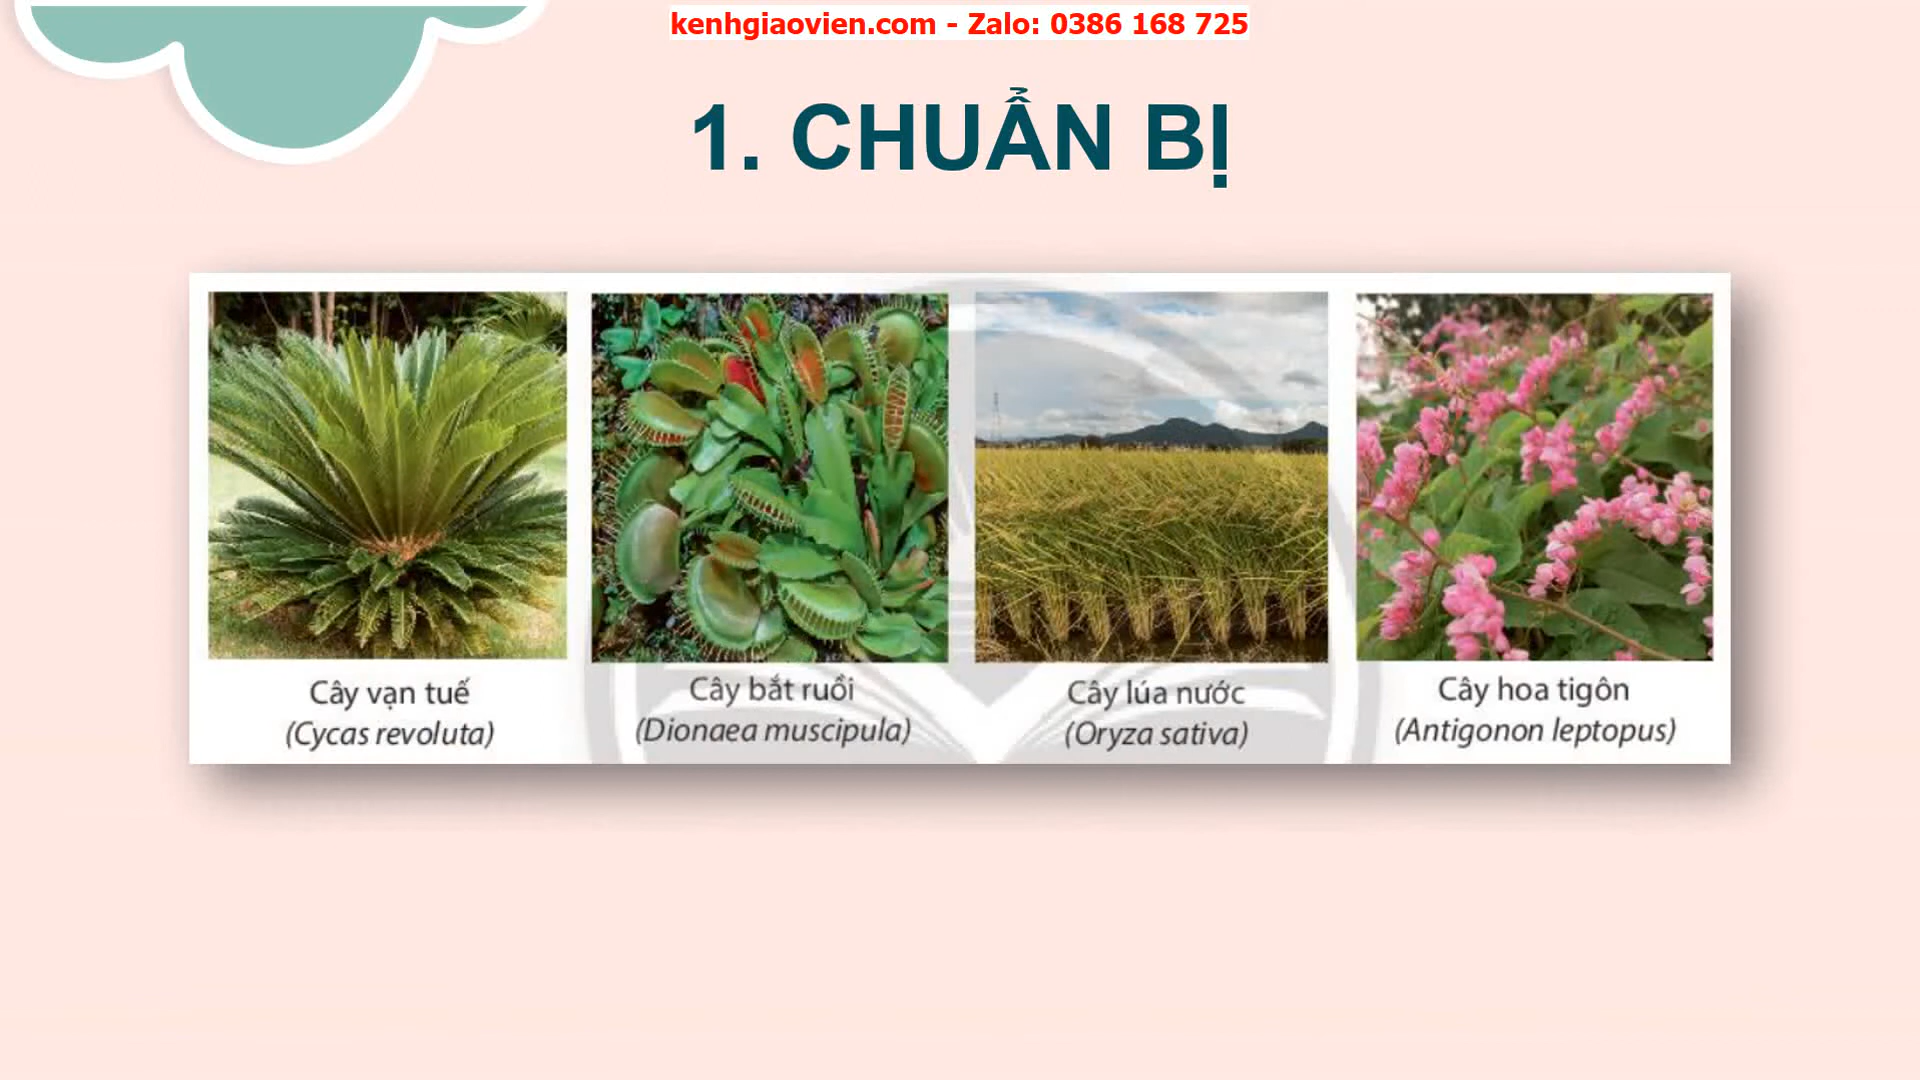 kenhgiaovien.com - Zalo: 0386 168 725
1. CHUẨN BỊ
Cây vạn tuế
(Cycas revoluta)
Cây bắt ruồi
(Dionaea muscipula)
Cây lúa nước
(Oryza sativa)
Cây hoa tigôn
(Antigonon leptopus)